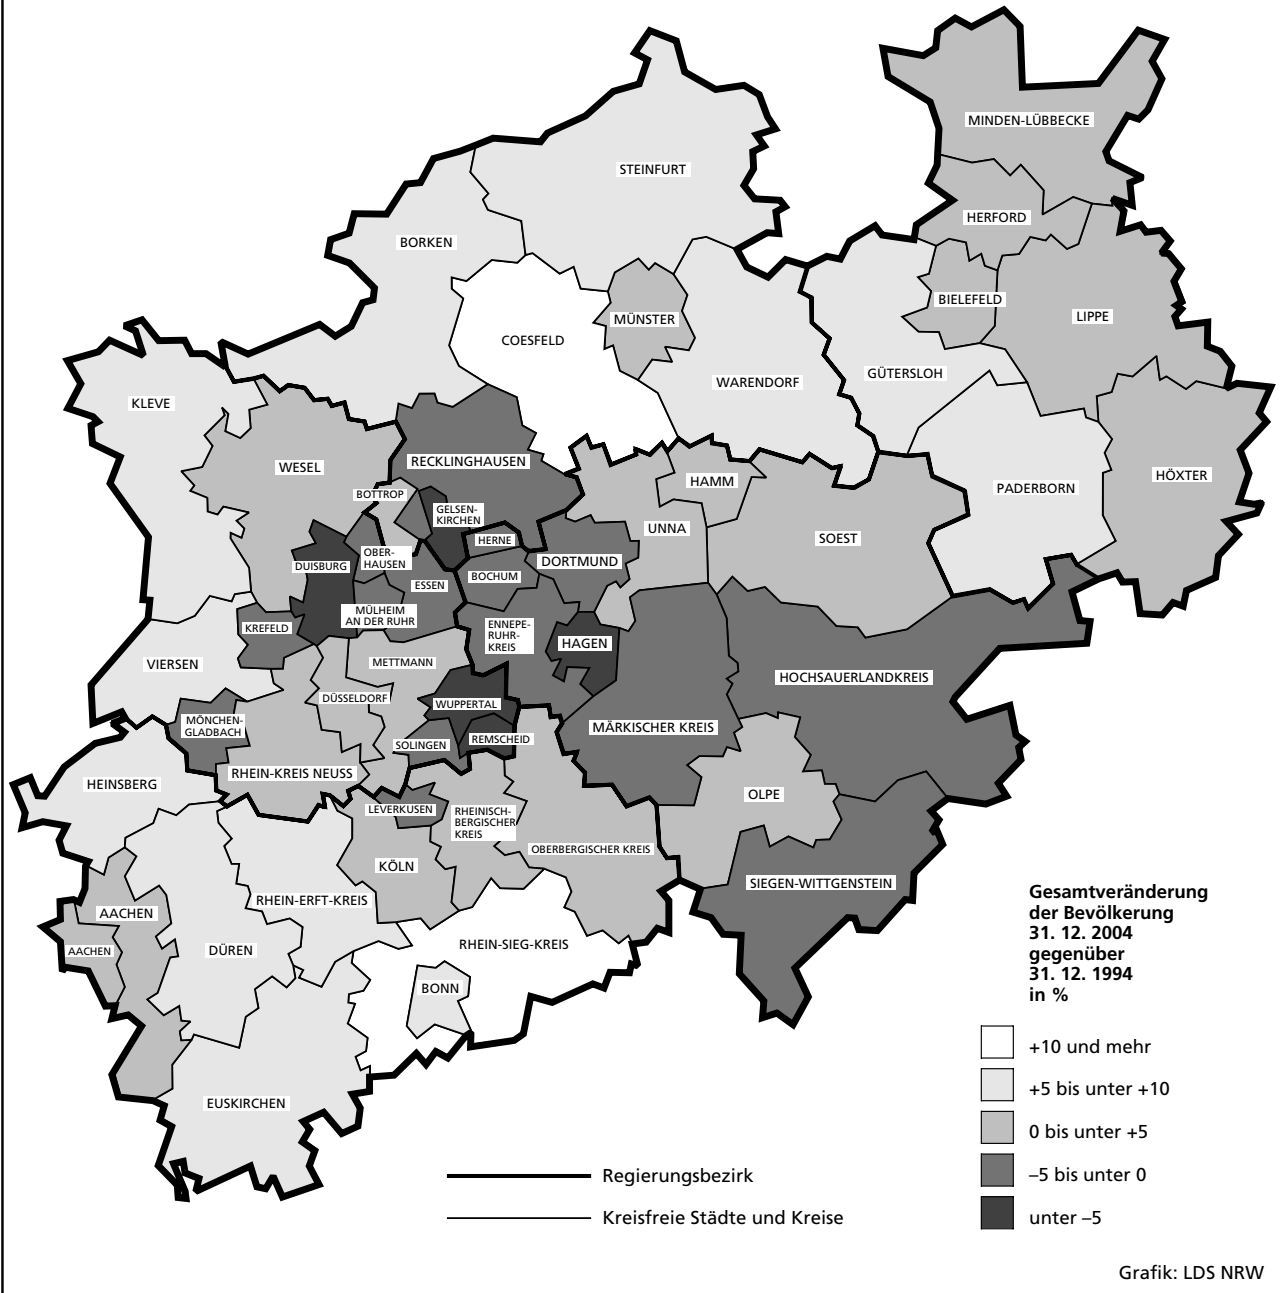 MINDEN-LÜBBECKE
STEINFURT
HERFORD
BORKEN
BIELEFELD
LIPPE
MÜNSTER
COESFELD
GÜTERSLOH
WARENDORF
KLEVE
RECKLINGHAUSEN
WESEL
HÖXTER
HAMM
PADERBORN
BOTTROP
GELSEN-
KIRCHEN
UNNA
SOEST
HERNE
OBER-
HAUSEN
DORTMUND
DUISBURG
BOCHUM
ESSEN
MÜLHEIM
AN DER RUHR
KREFELD
ENNEPE-
RUHR-
KREIS
HAGEN
VIERSEN
METTMANN
HOCHSAUERLANDKREIS
DÜSSELDORF
WUPPERTAL
MÖNCHEN-
GLADBACH
MÄRKISCHER KREIS
REMSCHEID
SOLINGEN
RHEIN-KREIS NEUSS
HEINSBERG
OLPE
LEVERKUSEN
RHEINISCH-
BERGISCHER
KREIS
OBERBERGISCHER KREIS
KÖLN
SIEGEN-WITTGENSTEIN
RHEIN-ERFT-KREIS
AACHEN
RHEIN-SIEG-KREIS
DÜREN
AACHEN
BONN
EUSKIRCHEN
Gesamtveränderung
der Bevölkerung
31. 12. 2004
gegenüber
31. 12. 1994
in %
+10 und mehr
+5 bis unter +10
0 bis unter +5
–5 bis unter 0
unter –5
Regierungsbezirk
Kreisfreie Städte und Kreise
Grafik: LDS NRW